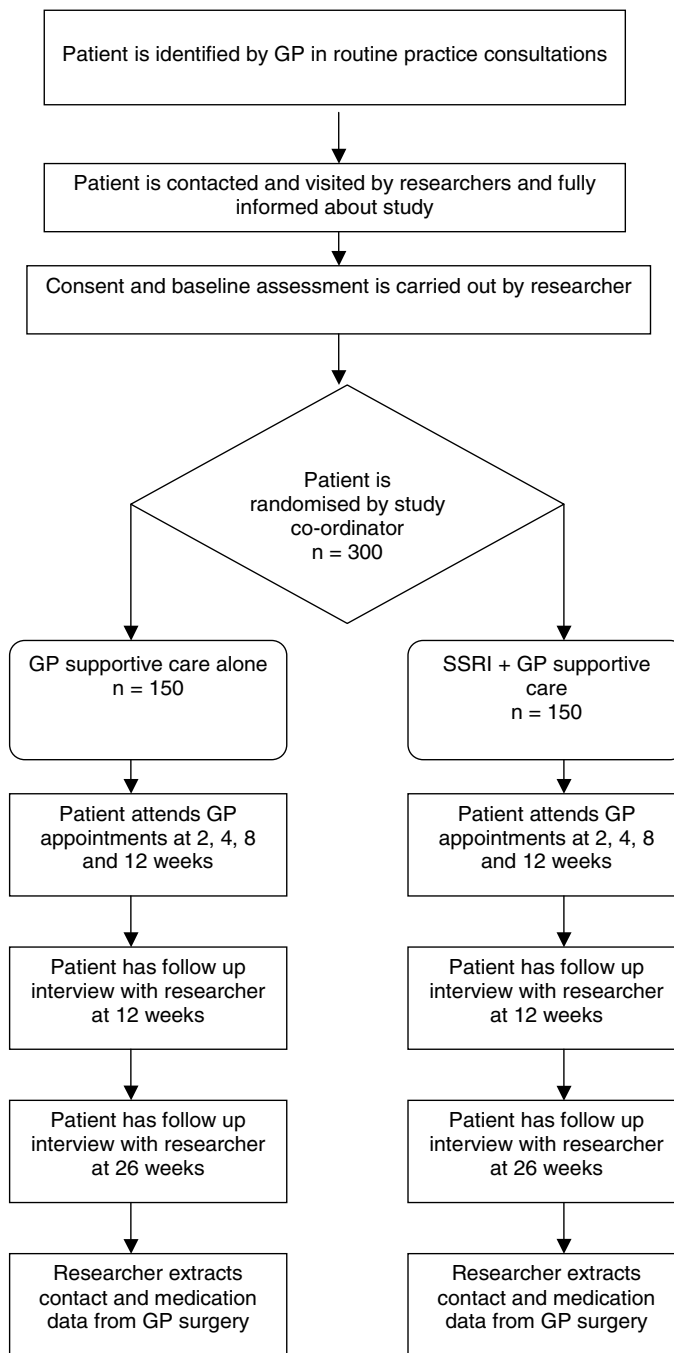 Patient is identified by GP in routine practice consultations
Patient is contacted and visited by researchers and fully
informed about study
Consent and baseline assessment is carried out by researcher
Patient is
randomised by study
co-ordinator
n = 300
GP supportive care alone
n = 150
SSRI + GP supportive
care
n = 150
Patient attends GP
appointments at 2, 4, 8
and 12 weeks
Patient attends GP
appointments at 2, 4, 8
and 12 weeks
Patient has follow up
interview with researcher
at 12 weeks
Patient has follow up
interview with researcher
at 12 weeks
Patient has follow up
interview with researcher
at 26 weeks
Patient has follow up
interview with researcher
at 26 weeks
Researcher extracts
contact and medication
data from GP surgery
Researcher extracts
contact and medication
data from GP surgery